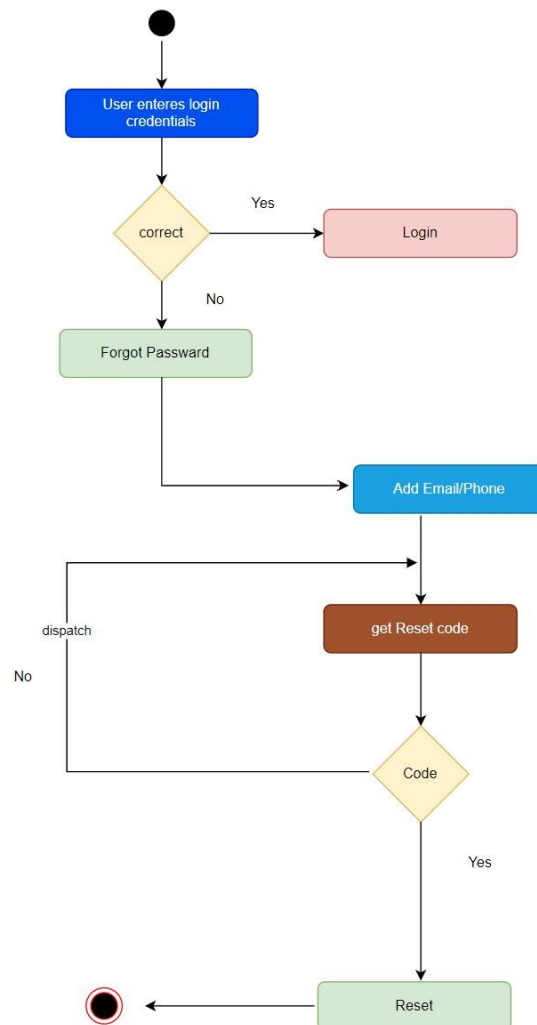 User enteres login
credentials
correct
Yes
Login
No
Forgot Passward
Add Email/Phone
dispatch
get Reset code
No
Code
Yes
Reset